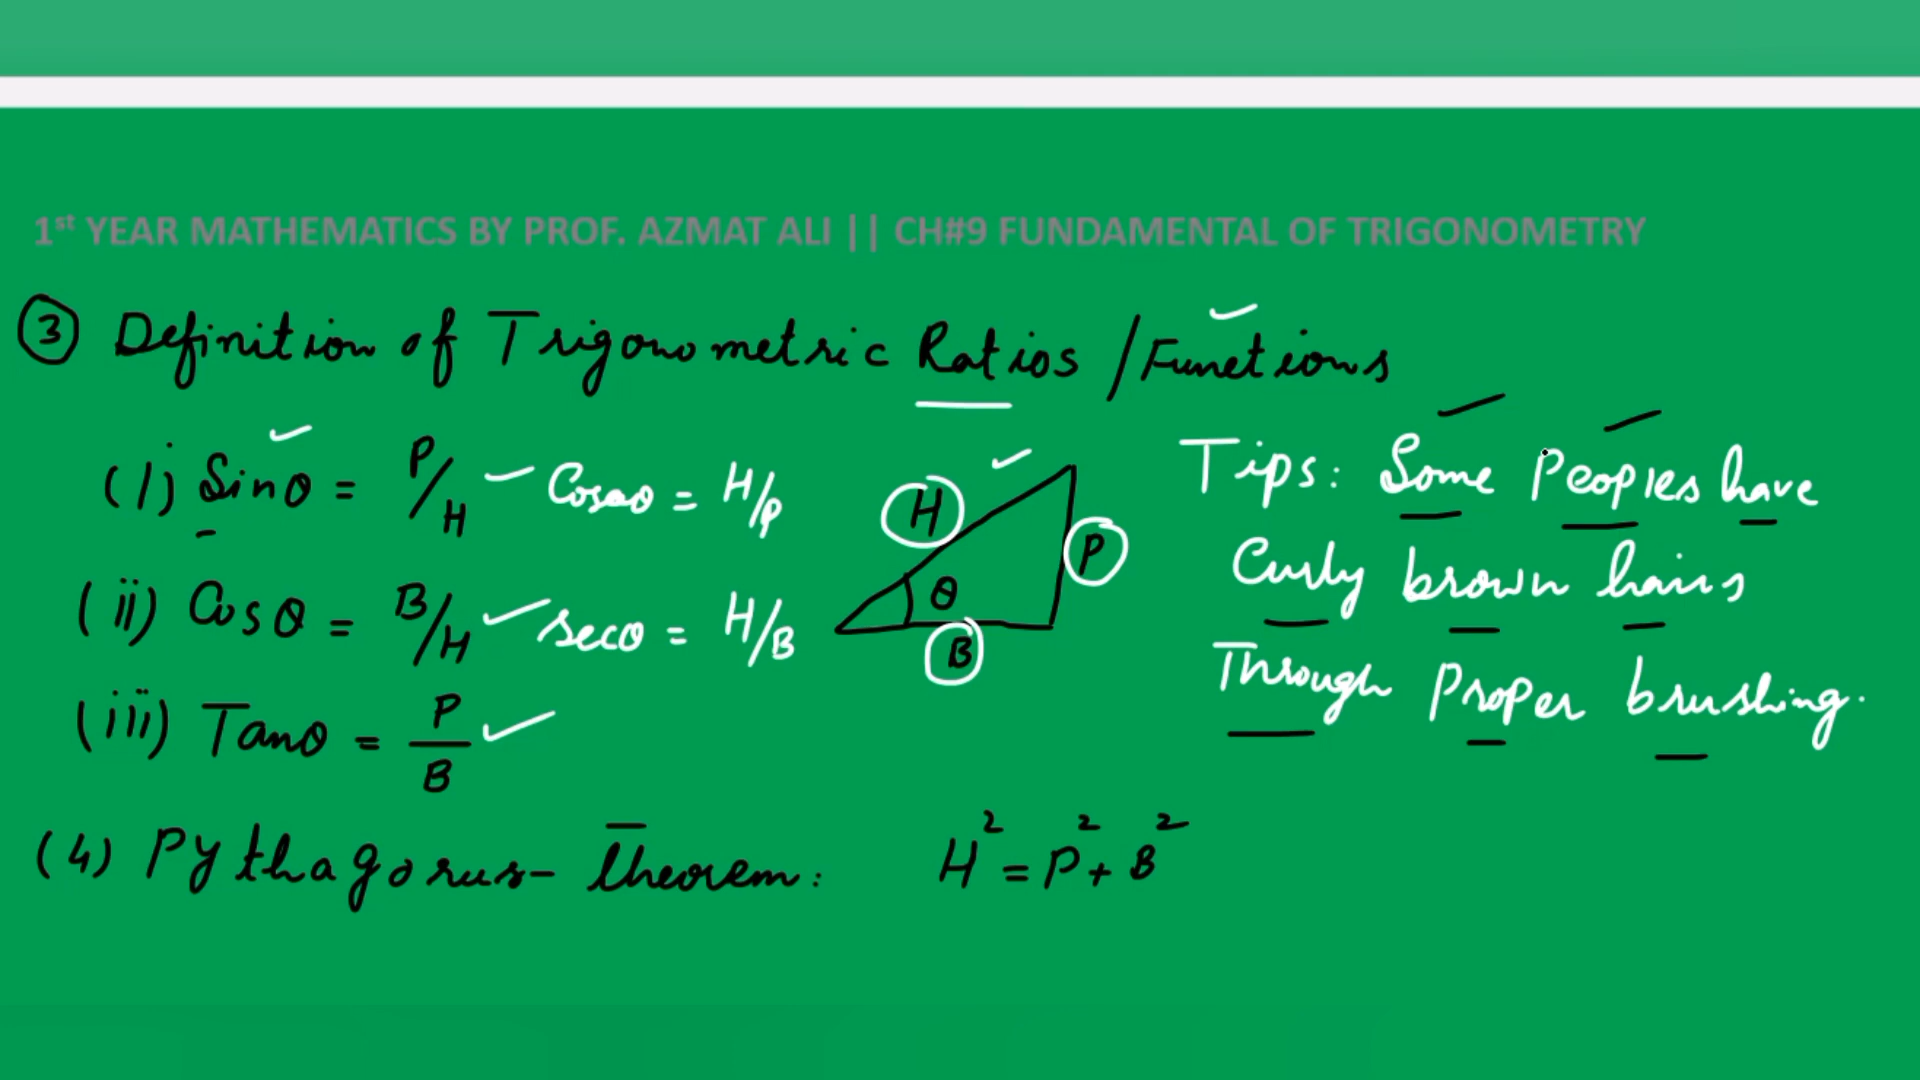 1st YEAR MATHEMATICS BY PROF. AZMAT ALI || CH#9 FUNDAMENTAL OF TRIGONOMETRY
③ Definition of Trigonometric Ratios / Functions
(i) Sinθ = P/H Cosecθ = H/P
(ii) Cosθ = B/H secθ = H/B
(iii) Tanθ = P/B
H
P
θ
B
Tips: Some Peoples have
Curly brown hairs
Through Proper brushing.
(4) Pythagorus- Theorem: H² = P² + B²